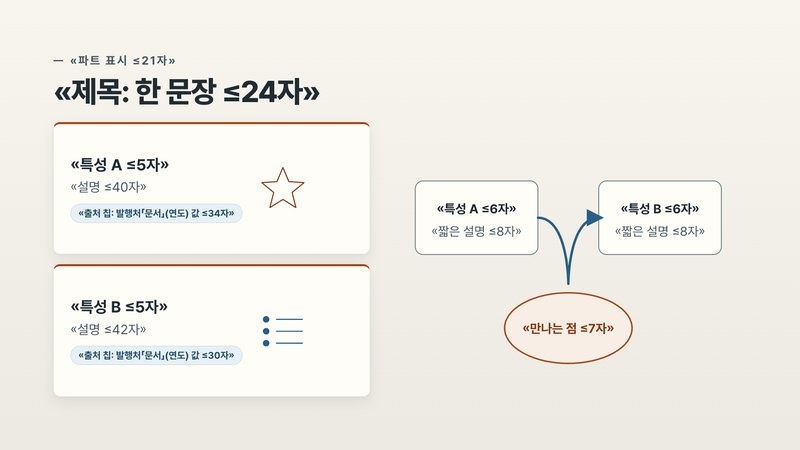 — «파트 표시 ≤21자»
«제목: 한 문장 ≤24자»
«특성 A ≤5자»
«설명 ≤40자»
«출처 칩: 발행처「문서」(연도) 값 ≤34자»
«특성 B ≤5자»
«설명 ≤42자»
«출처 칩: 발행처「문서」(연도) 값 ≤30자»
«특성 A ≤6자»
«짧은 설명 ≤8자»
«특성 B ≤6자»
«짧은 설명 ≤8자»
«만나는 점 ≤7자»